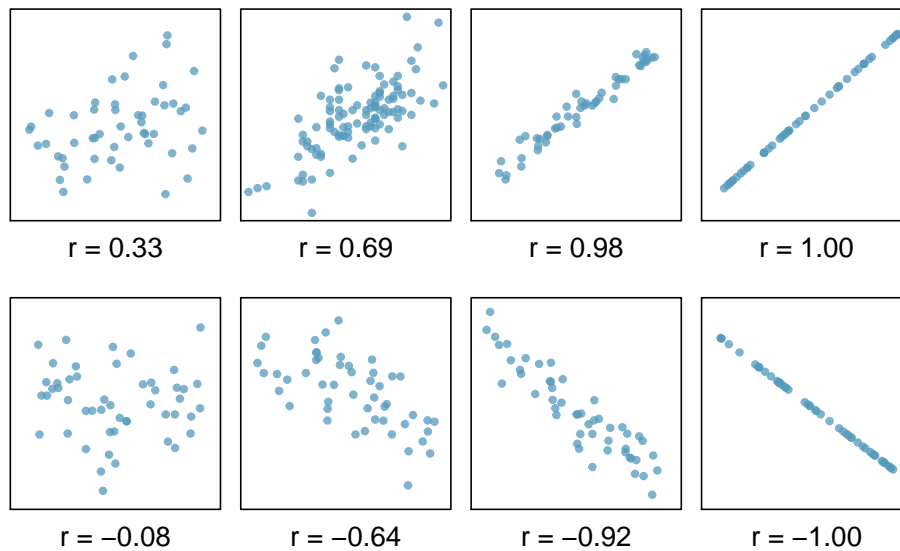 r = 0.33
r = 0.69
r = 0.98
r = 1.00
r = −0.08
r = −0.64
r = −0.92
r = −1.00